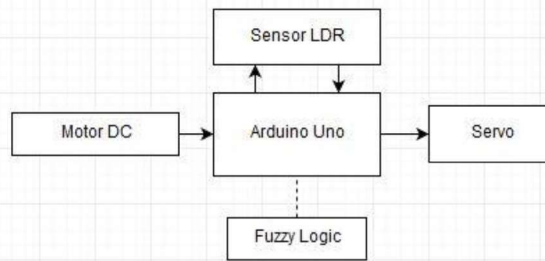 Sensor LDR
Motor DC
Arduino Uno
Servo
Fuzzy Logic